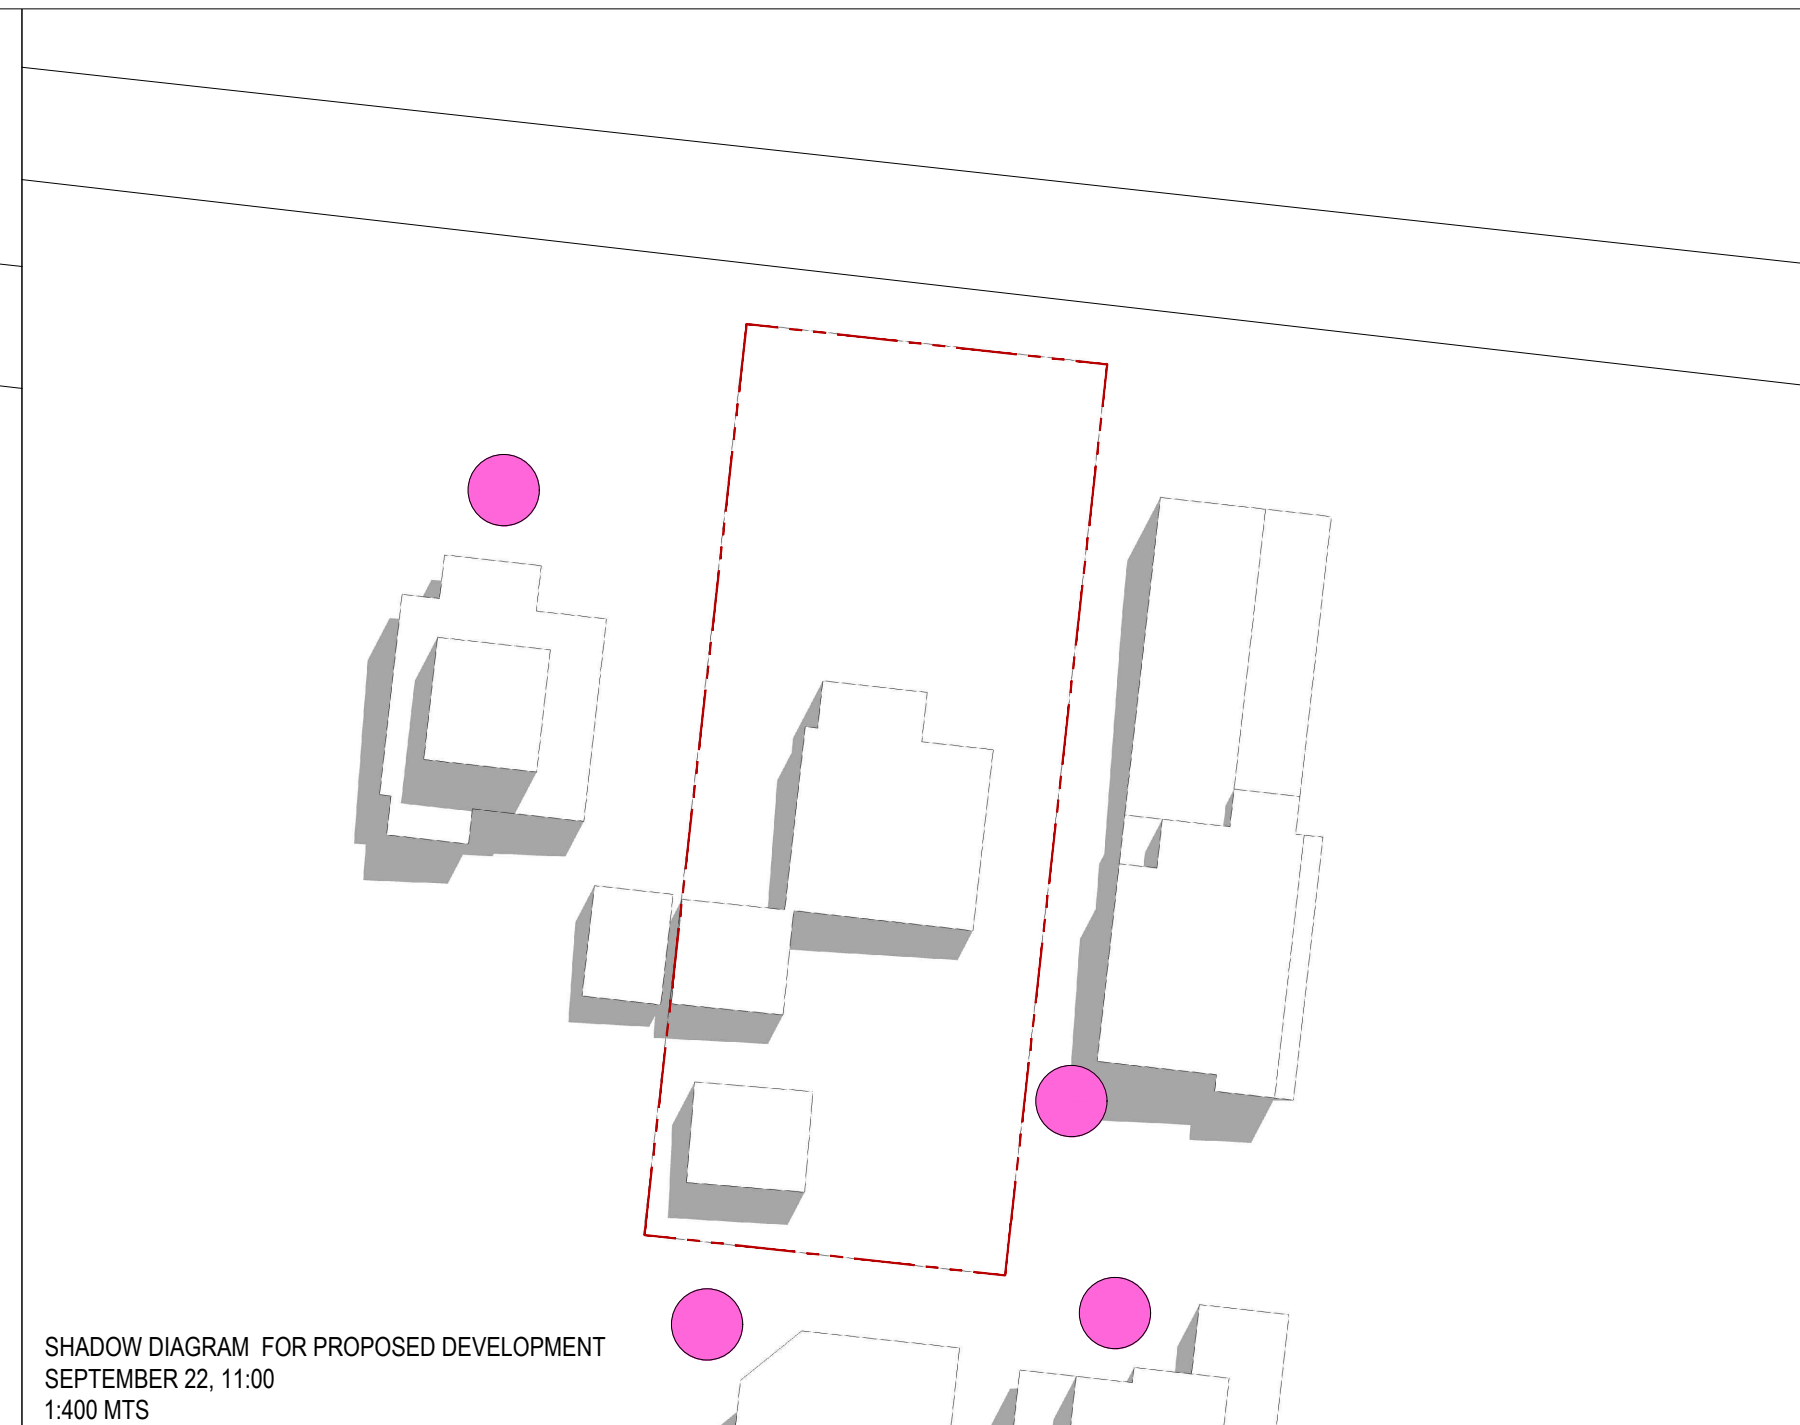 SHADOW DIAGRAM FOR PROPOSED DEVELOPMENT
SEPTEMBER 22, 11:00
1:400 MTS